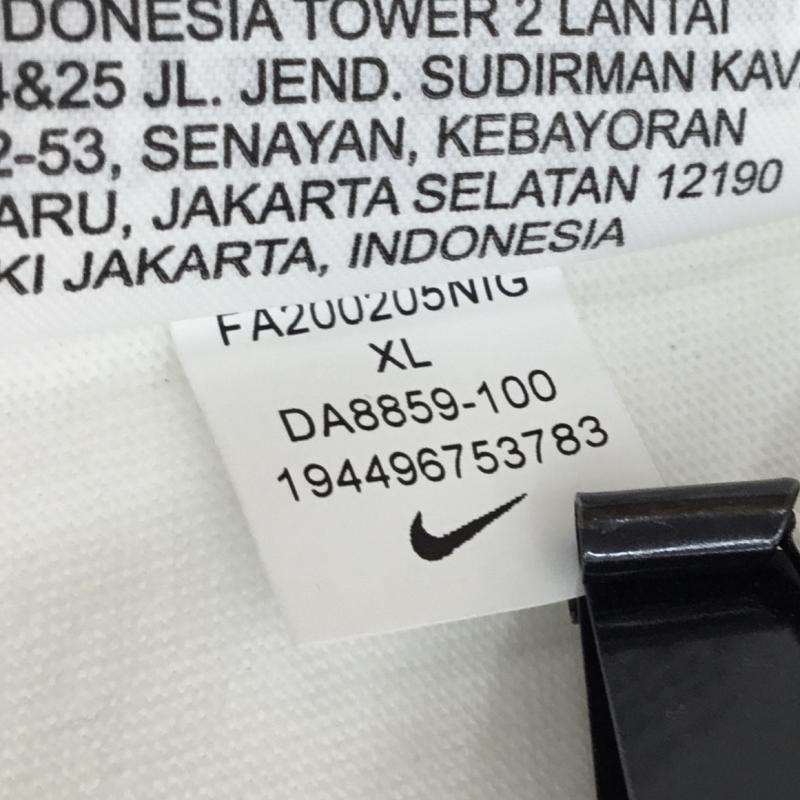 DONESIA TOWER 2 LANTAI
4&25 JL. JEND. SUDIRMAN KAV.
2-53, SENAYAN, KEBAYORAN
ARU, JAKARTA SELATAN 12190
KI JAKARTA, INDONESIA
FA200205NIG
XL
DA8859-100
194496753783